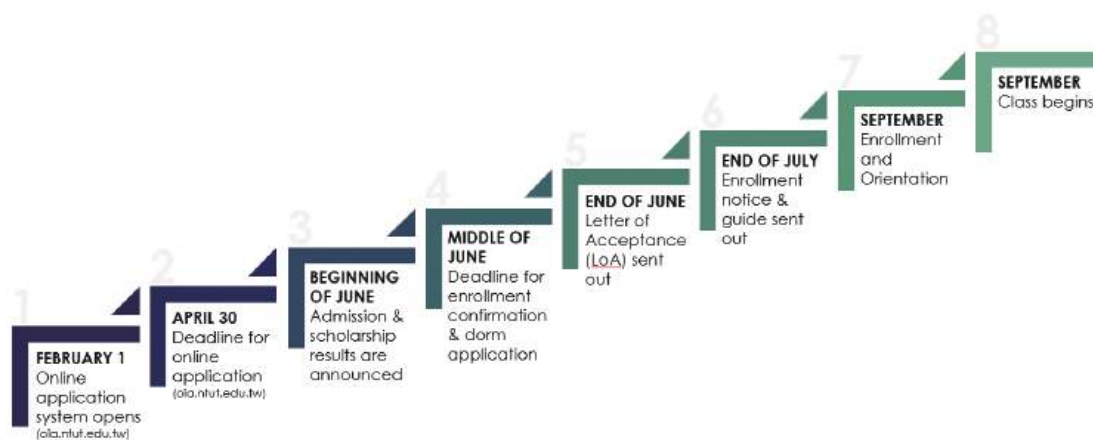 1
FEBRUARY 1
Online
application
system opens
(oia.ntut.edu.tw)
2
APRIL 30
Deadline for
online
application
(oia.ntut.edu.tw)
3
BEGINNING
OF JUNE
Admission &
scholarship
results are
announced
4
MIDDLE OF
JUNE
Deadline for
enrollment
confirmation
& dorm
application
5
END OF JUNE
Letter of
Acceptance
(LoA) sent
out
6
END OF JULY
Enrollment
notice &
guide sent
out
7
SEPTEMBER
Enrollment
and
Orientation
8
SEPTEMBER
Class begins